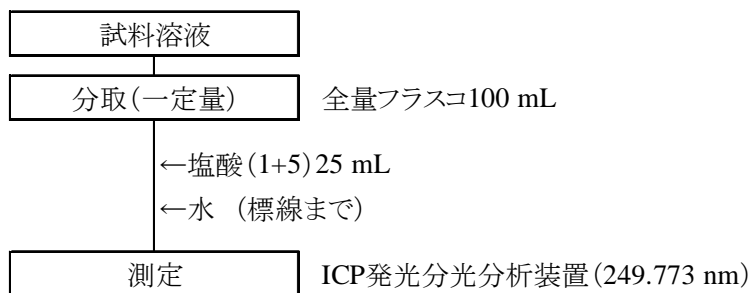 試料溶液
分取(一定量) 全量フラスコ100 mL
←塩酸(1+5)25 mL
←水 (標線まで)
測定 ICP発光分光分析装置(249.773 nm)